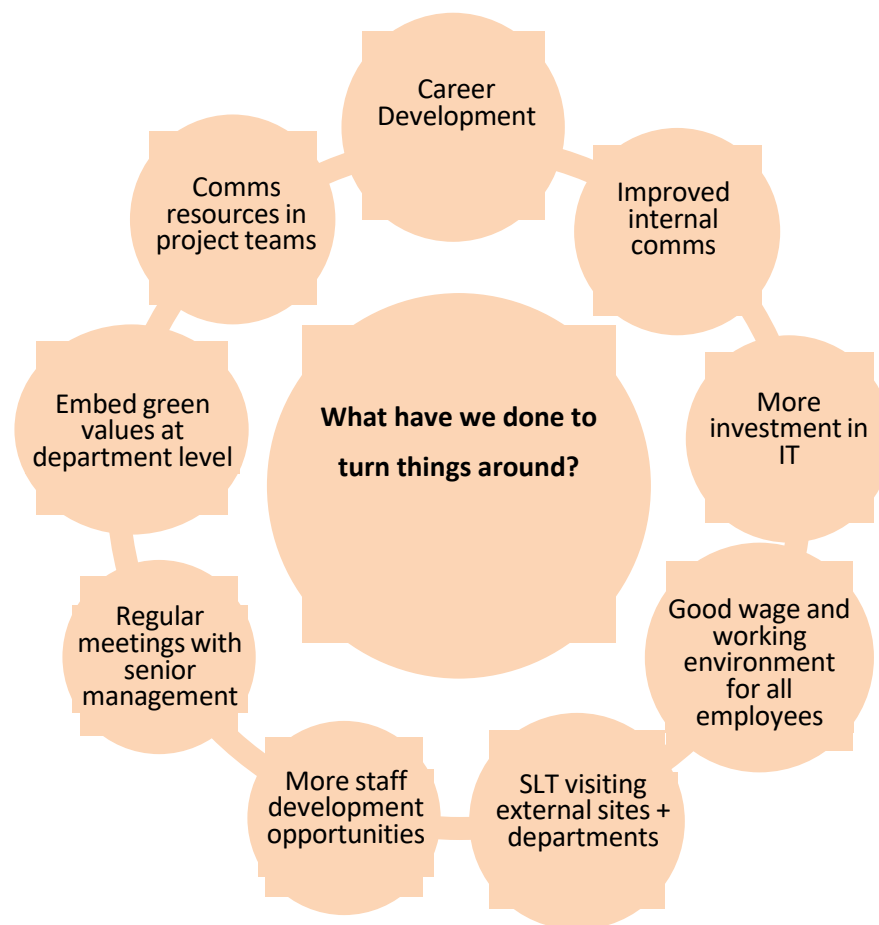 Career
Development
Improved
internal
comms
More
investment in
IT
Good wage and
working
environment
for all
employees
SLT visiting
external sites +
departments
More staff
development
opportunities
Regular
meetings with
senior
management
Embed green
values at
department level
Comms
resources in
project teams
What have we done to
turn things around?